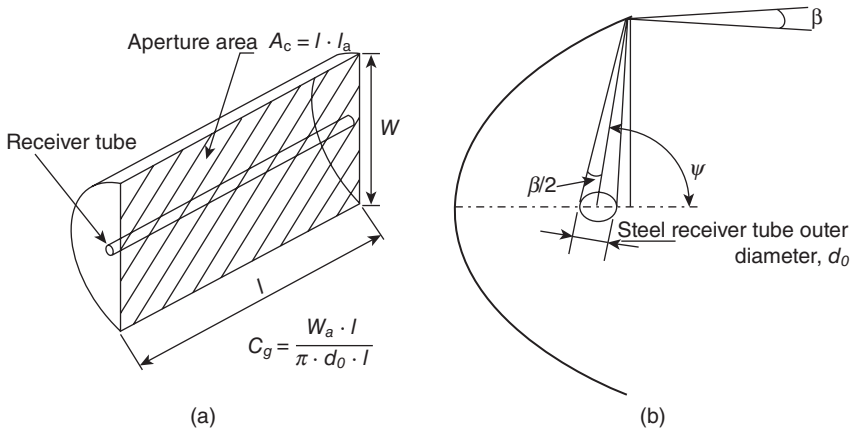 Aperture area A_c = l · l_a
Receiver tube
W
l
C_g = W_a · l / π · d_0 · l
(a)
β
ψ
β/2
Steel receiver tube outer
diameter, d_0
(b)